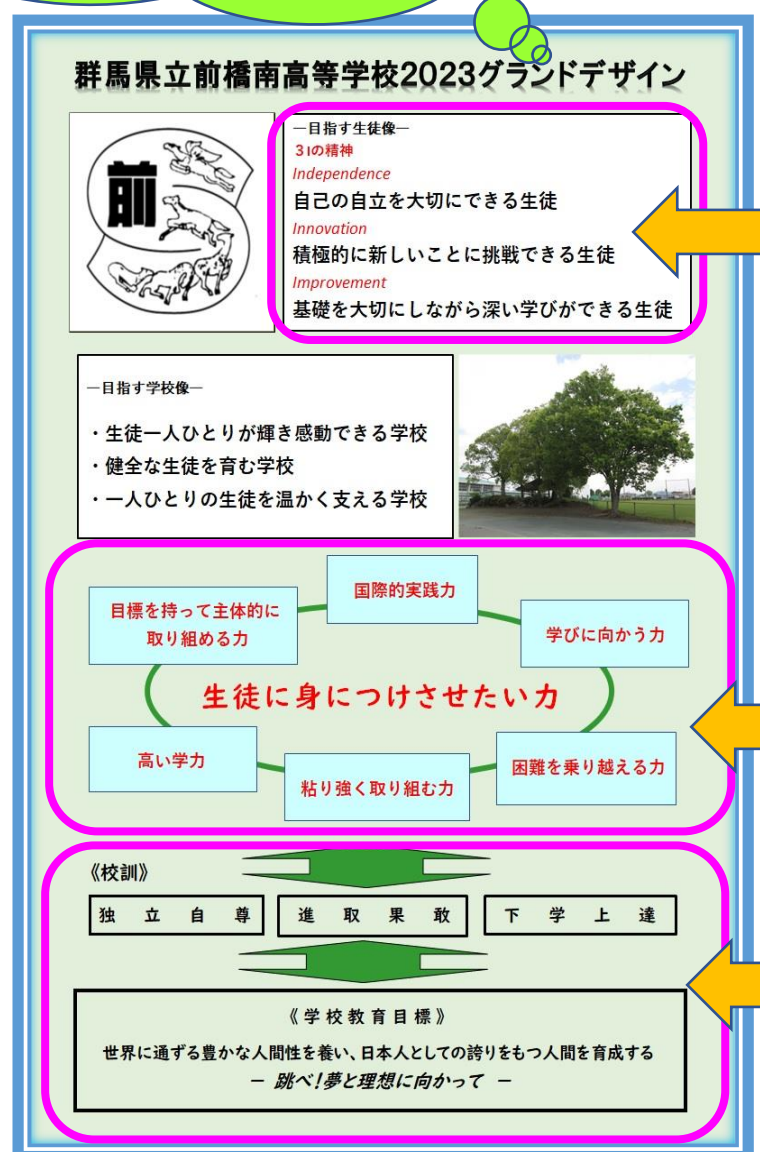 群馬県立前橋南高等学校2023グランドデザイン
前
―目指す生徒像―
3Iの精神
Independence
自己の自立を大切にできる生徒
Innovation
積極的に新しいことに挑戦できる生徒
Improvement
基礎を大切にしながら深い学びができる生徒
―目指す学校像―
・生徒一人ひとりが輝き感動できる学校
・健全な生徒を育む学校
・一人ひとりの生徒を温かく支える学校
国際的実践力
目標を持って主体的に
取り組める力
学びに向かう力
生徒に身につけさせたい力
高い学力
粘り強く取り組む力
困難を乗り越える力
《校訓》
独立自尊
進取果敢
下学上達
《学校教育目標》
世界に通ずる豊かな人間性を養い、日本人としての誇りをもつ人間を育成する
― 跳べ!夢と理想に向かって ―